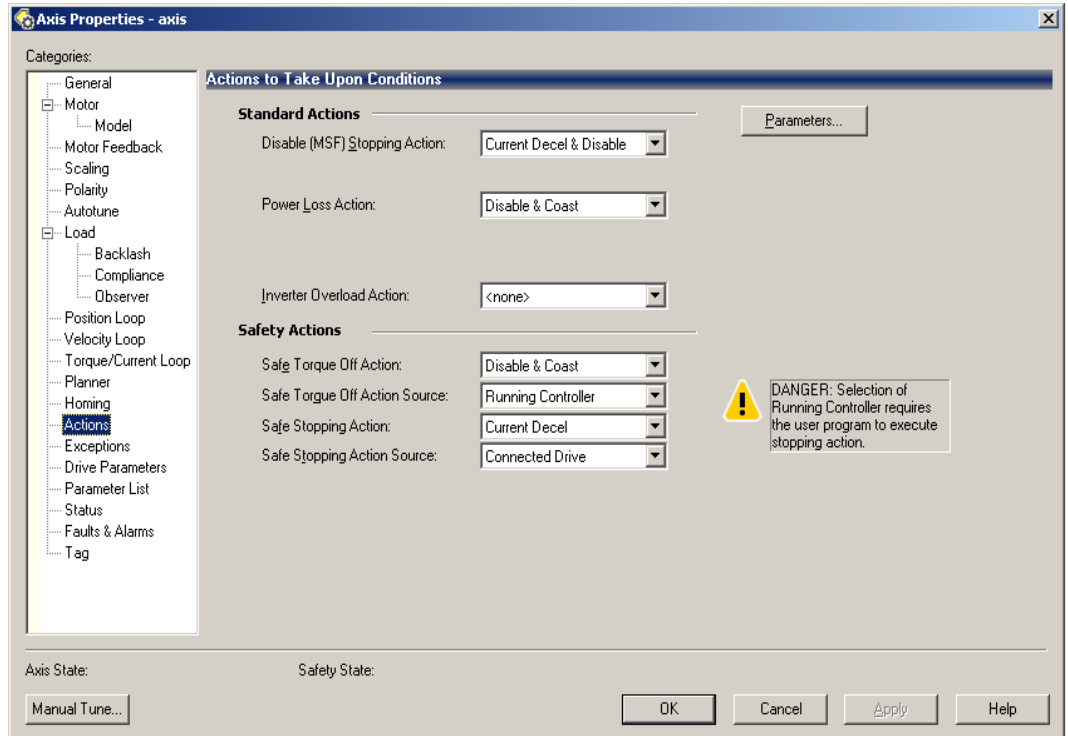 Axis Properties - axis
Categories:
General
Motor
Model
Motor Feedback
Scaling
Polarity
Autotune
Load
Backlash
Compliance
Observer
Position Loop
Velocity Loop
Torque/Current Loop
Planner
Homing
Actions
Exceptions
Drive Parameters
Parameter List
Status
Faults & Alarms
Tag
Actions to Take Upon Conditions
Standard Actions
Parameters...
Disable (MSF) Stopping Action: Current Decel & Disable
Power Loss Action: Disable & Coast
Inverter Overload Action: <none>
Safety Actions
Safe Torque Off Action: Disable & Coast
Safe Torque Off Action Source: Running Controller
Safe Stopping Action: Current Decel
Safe Stopping Action Source: Connected Drive
DANGER: Selection of
Running Controller requires
the user program to execute
stopping action.
Axis State: Safety State:
Manual Tune... OK Cancel Apply Help